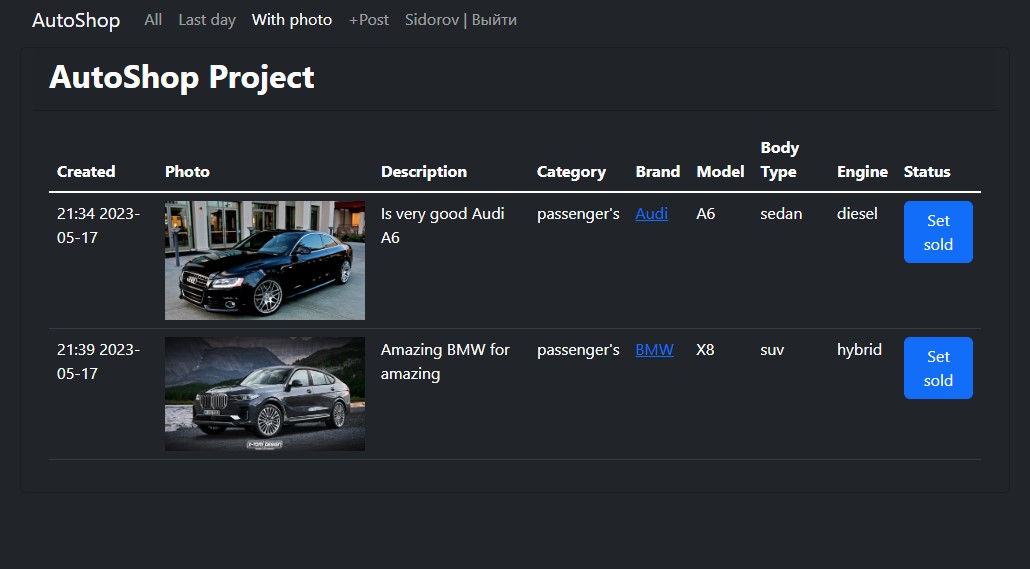 AutoShop All Last day With photo +Post Sidorov | Выйти
AutoShop Project
Created Photo Description Category Brand Model Body Type Engine Status
21:34 2023-
05-17
Is very good Audi
A6
passenger's
Audi
A6
sedan
diesel
Set
sold
21:39 2023-
05-17
Amazing BMW for
amazing
passenger's
BMW
X8
suv
hybrid
Set
sold